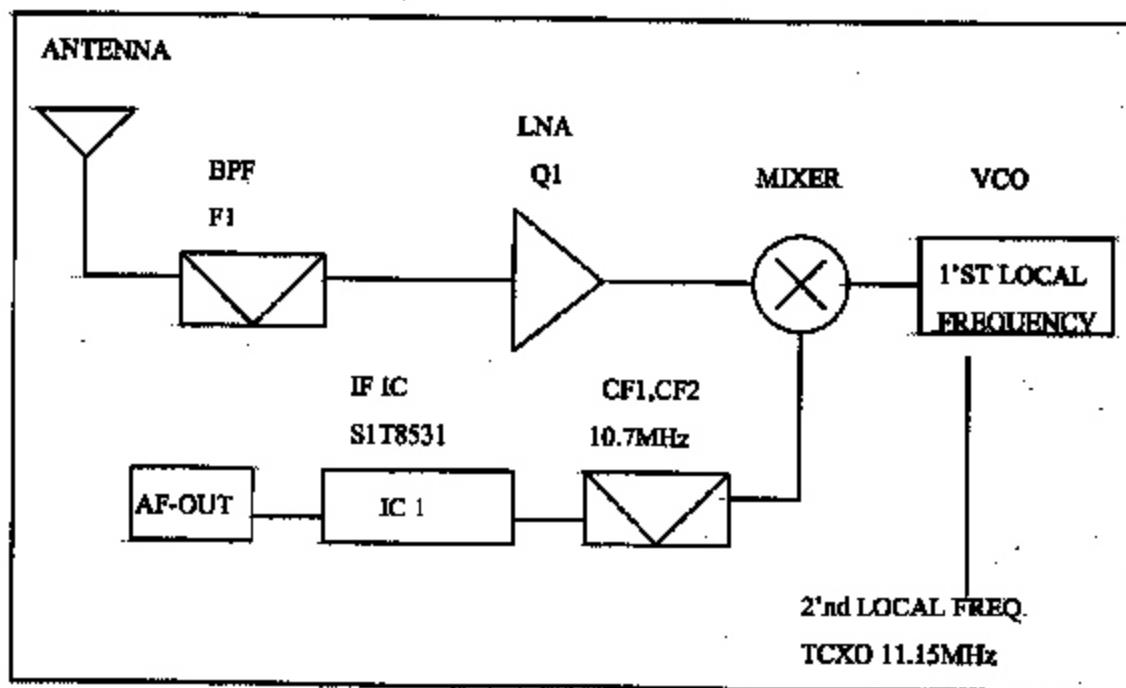 ANTENNA
LNA
BPF
Q1
MIXER
VCO
F1
1'ST LOCAL
FREQUENCY
IF IC
CF1,CF2
S1T8531
10.7MHz
AF-OUT
IC 1
2'nd LOCAL FREQ.
TCXO 11.15MHz